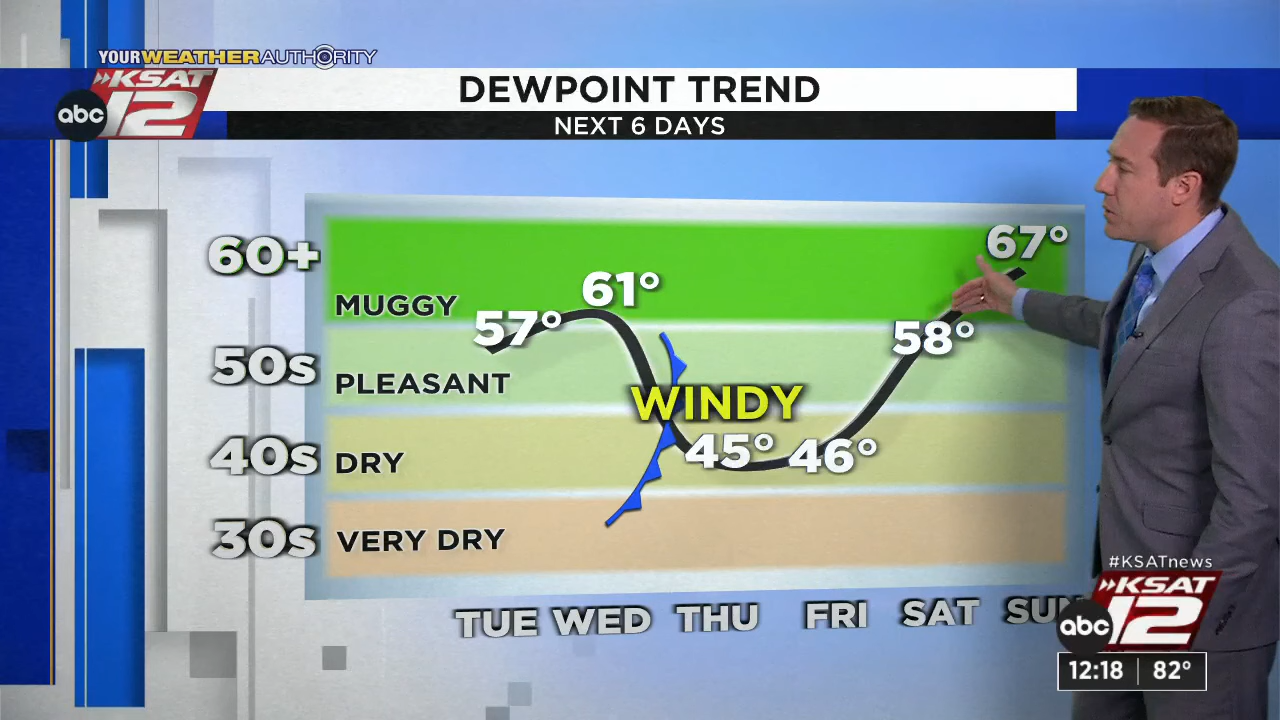 YOURWEATHERAUTHORITY
KSAT
abc 12
DEWPOINT TREND
NEXT 6 DAYS
60+
MUGGY
50s
PLEASANT
40s
DRY
30s
VERY DRY
57°
61°
WINDY
45°
46°
58°
67°
TUE WED THU FRI SAT SUN
#KSATnews
KSAT
abc 12
12:18 82°